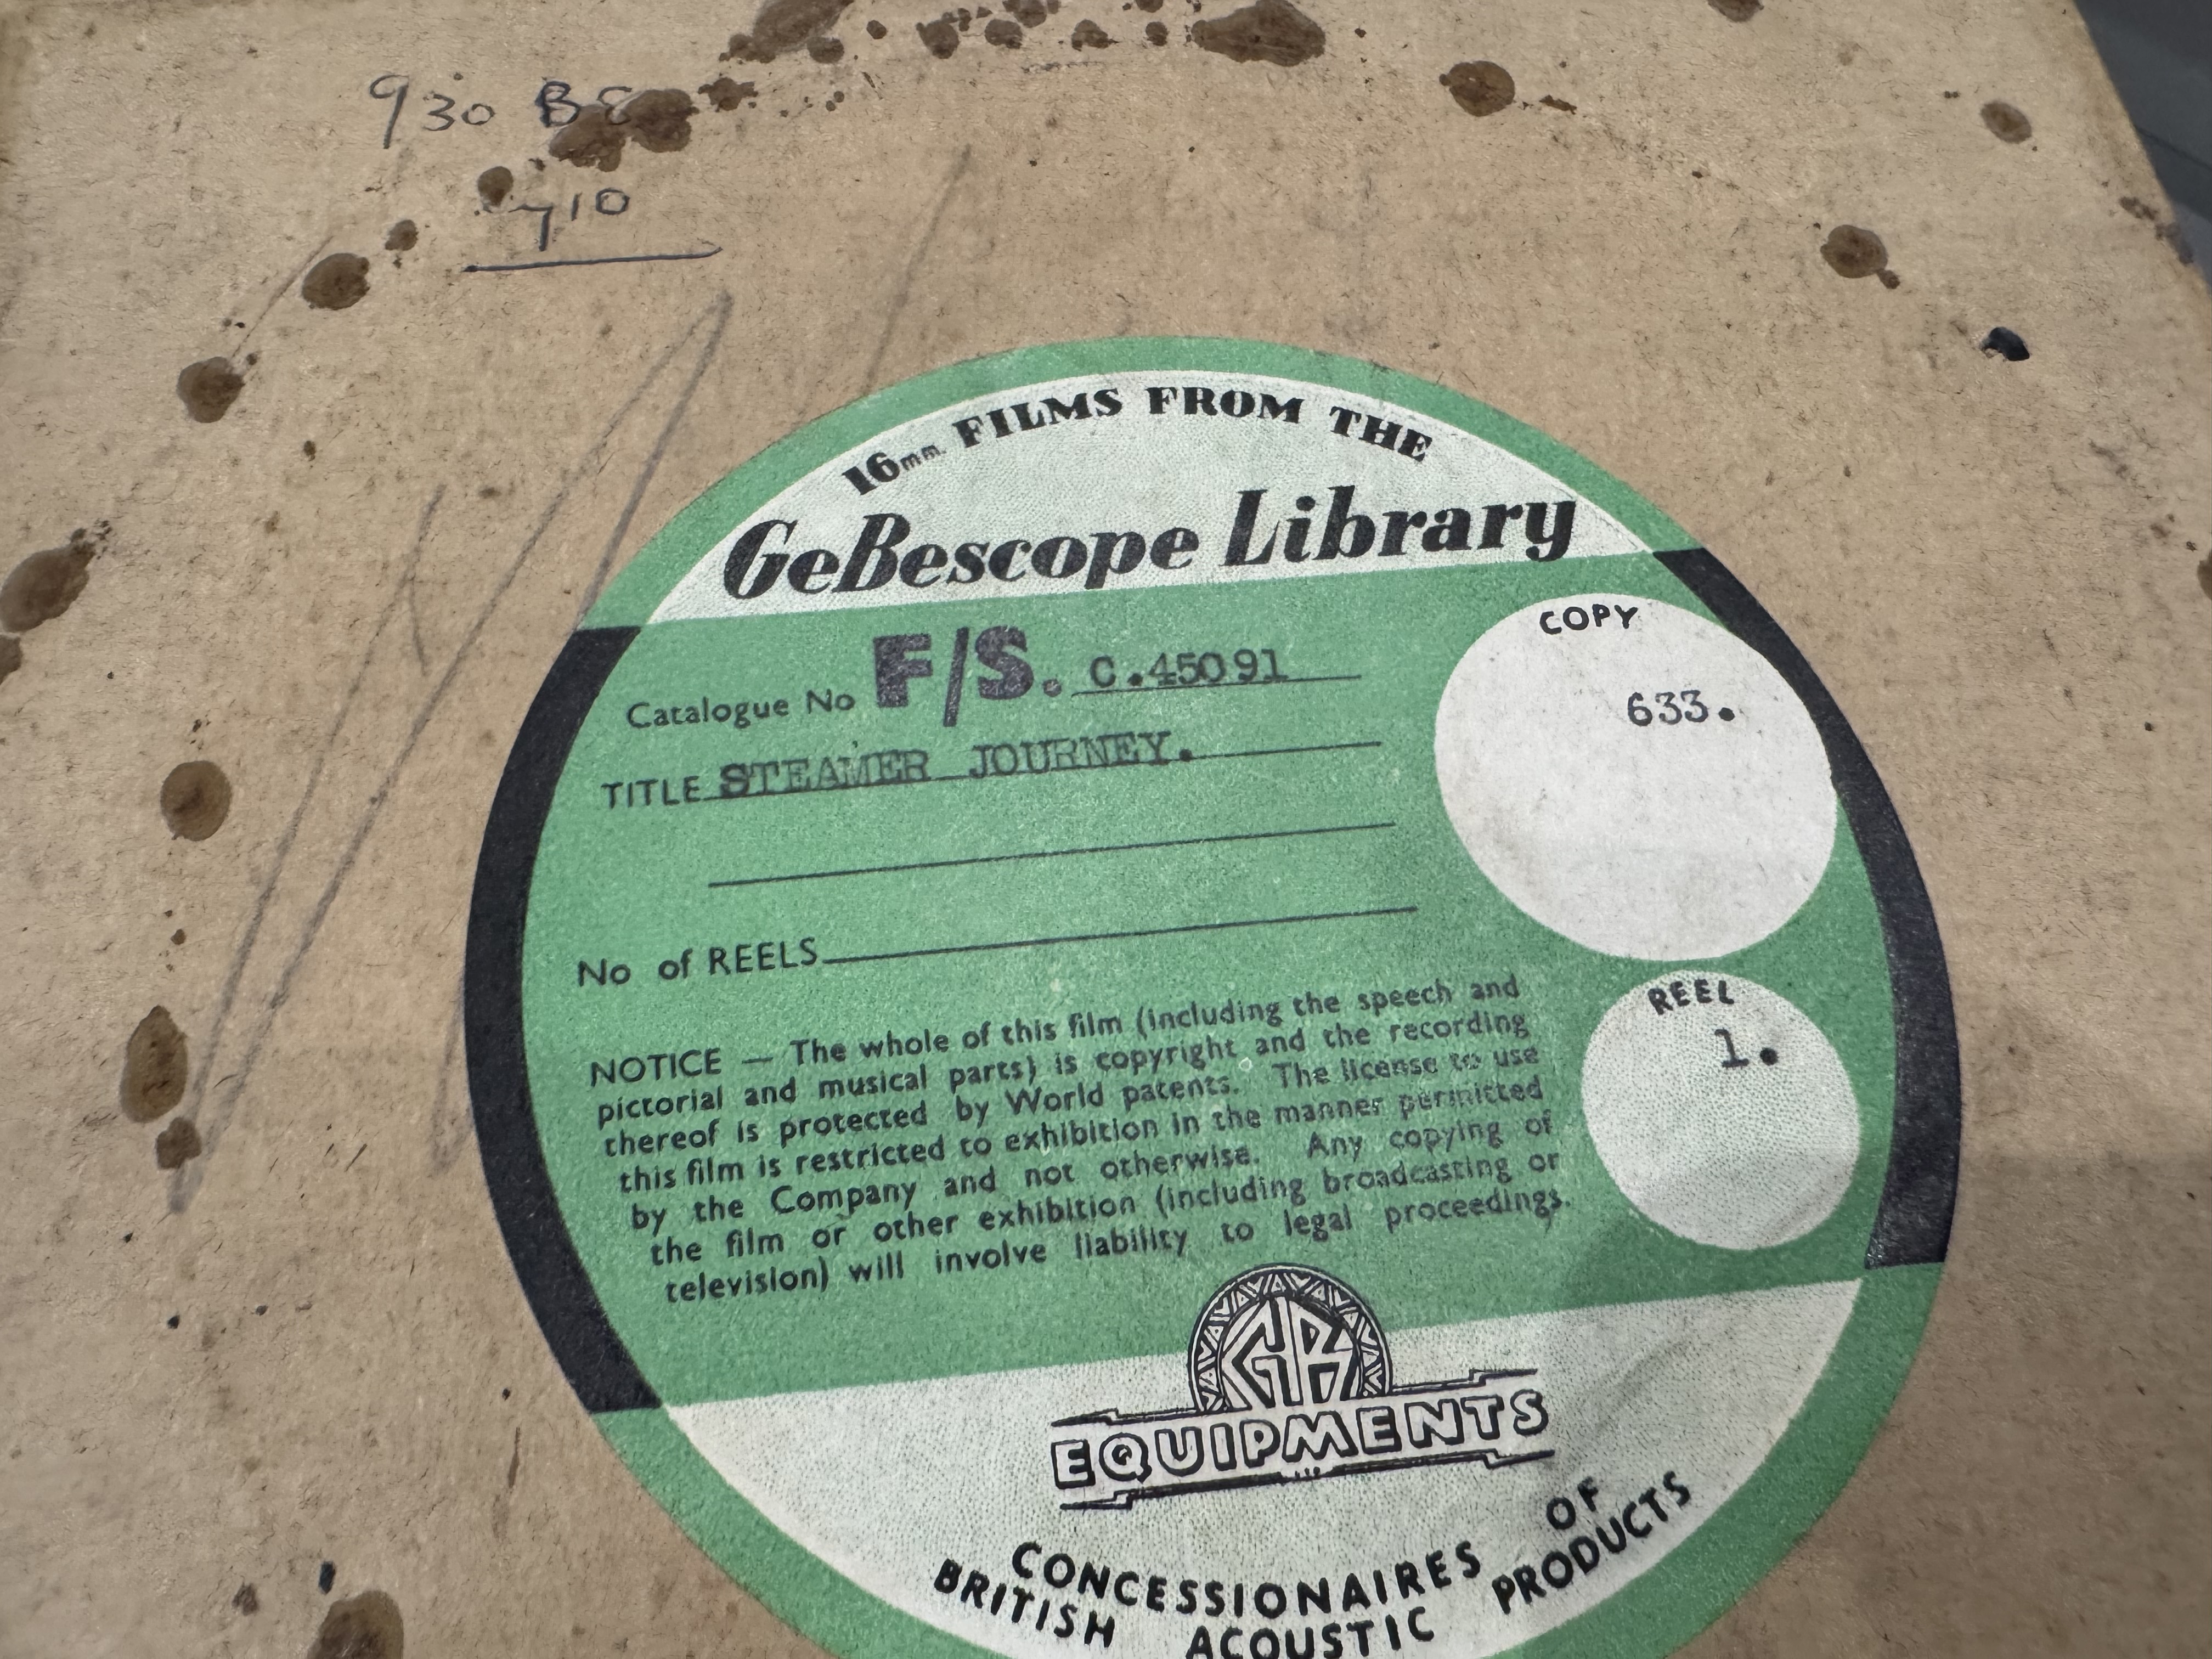 930 BE
710
16mm. FILMS FROM THE
GeBescope Library
COPY
633.
Catalogue No F/S. C.45091
TITLE STEAMER JOURNEY.
No of REELS
REEL
1.
NOTICE — The whole of this film (including the speech and
pictorial and musical parts) is copyright and the recording
thereof is protected by World patents. The license to use
this film is restricted to exhibition in the manner permitted
by the Company and not otherwise. Any copying of
the film or other exhibition (including broadcasting or
television) will involve liability to legal proceedings.
GB
EQUIPMENTS
CONCESSIONAIRES OF
BRITISH ACOUSTIC PRODUCTS